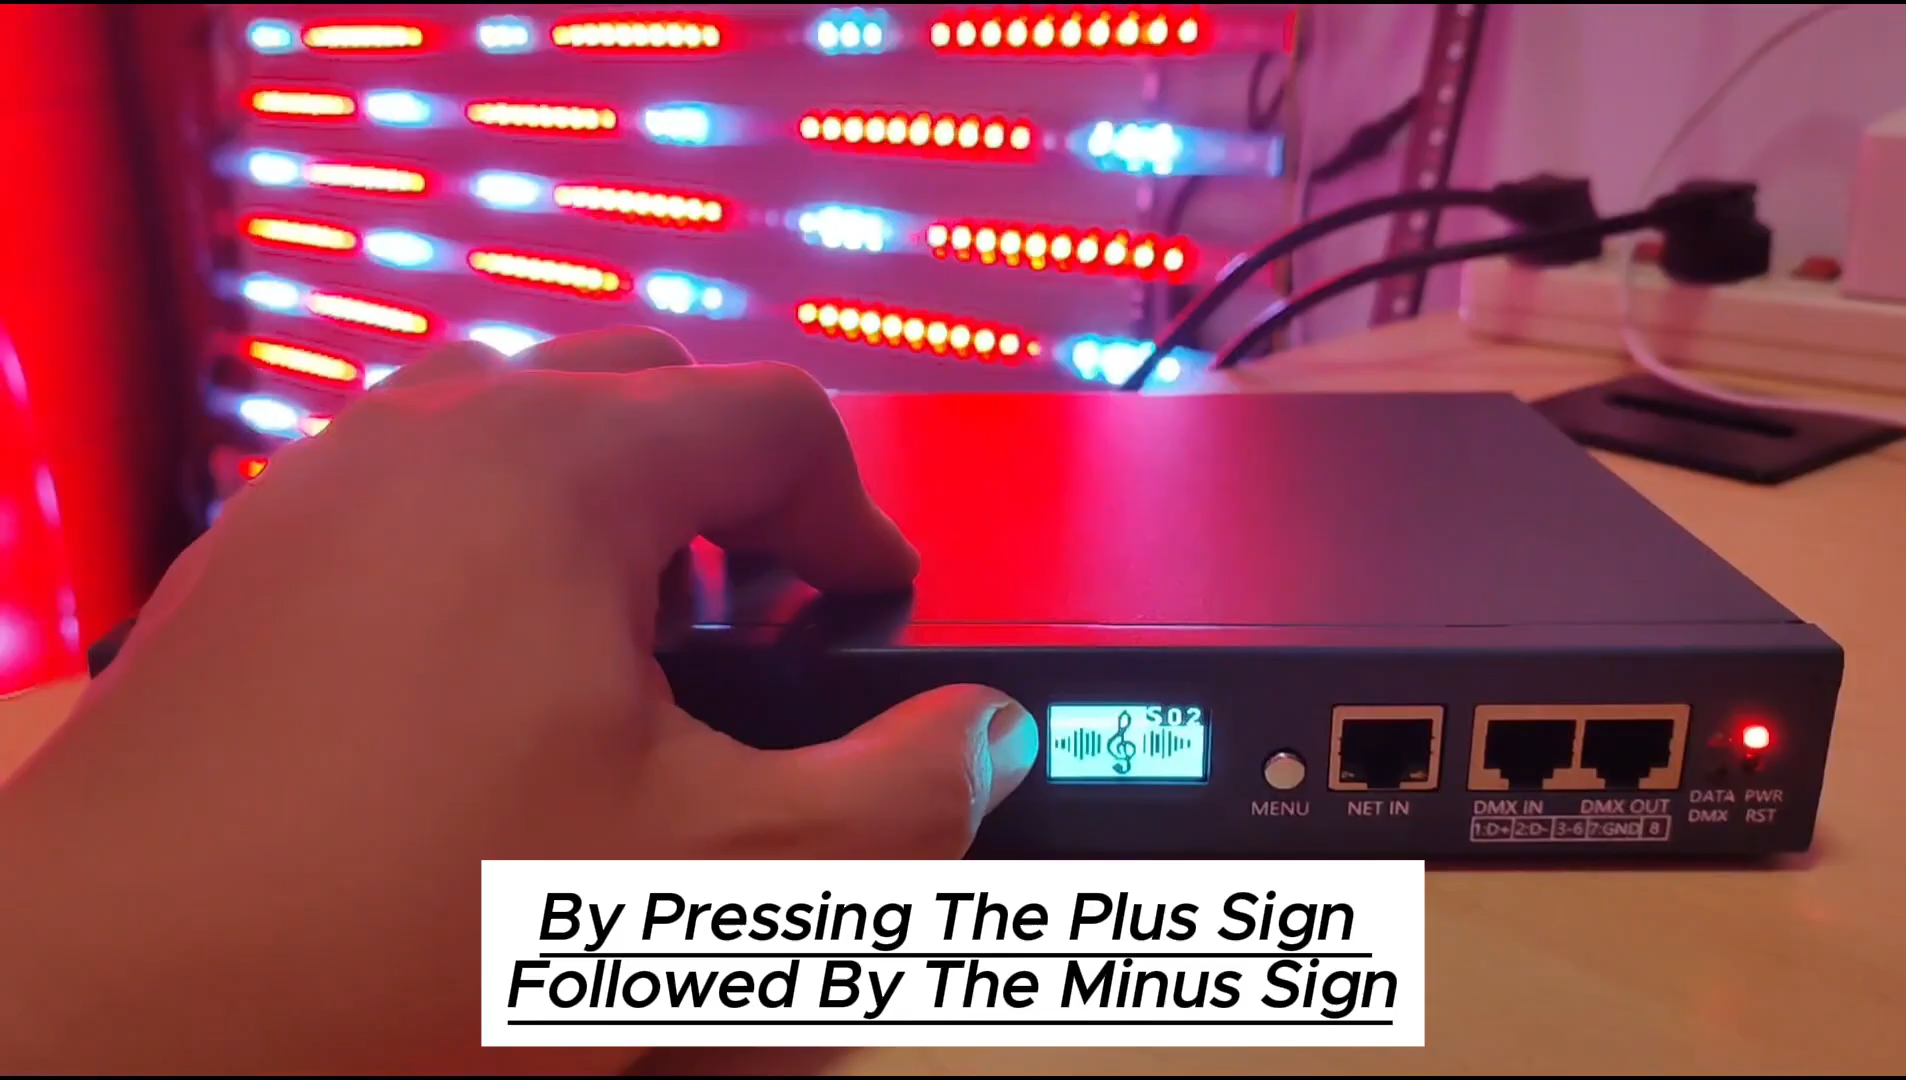 S02
MENU
NET IN
DMX IN DMX OUT
1:D+ 2:D- 3-6 7:GND 8
DATA PWR
DMX RST
By Pressing The Plus Sign
Followed By The Minus Sign